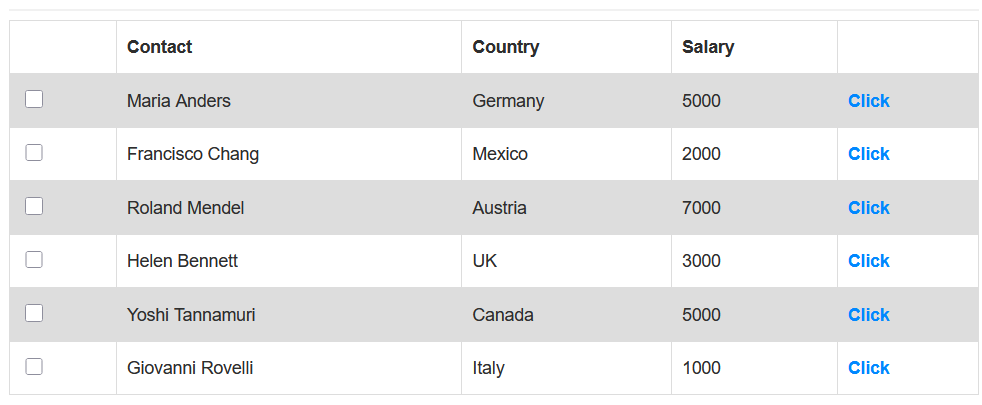 Contact Country Salary
Maria Anders Germany 5000 Click
Francisco Chang Mexico 2000 Click
Roland Mendel Austria 7000 Click
Helen Bennett UK 3000 Click
Yoshi Tannamuri Canada 5000 Click
Giovanni Rovelli Italy 1000 Click